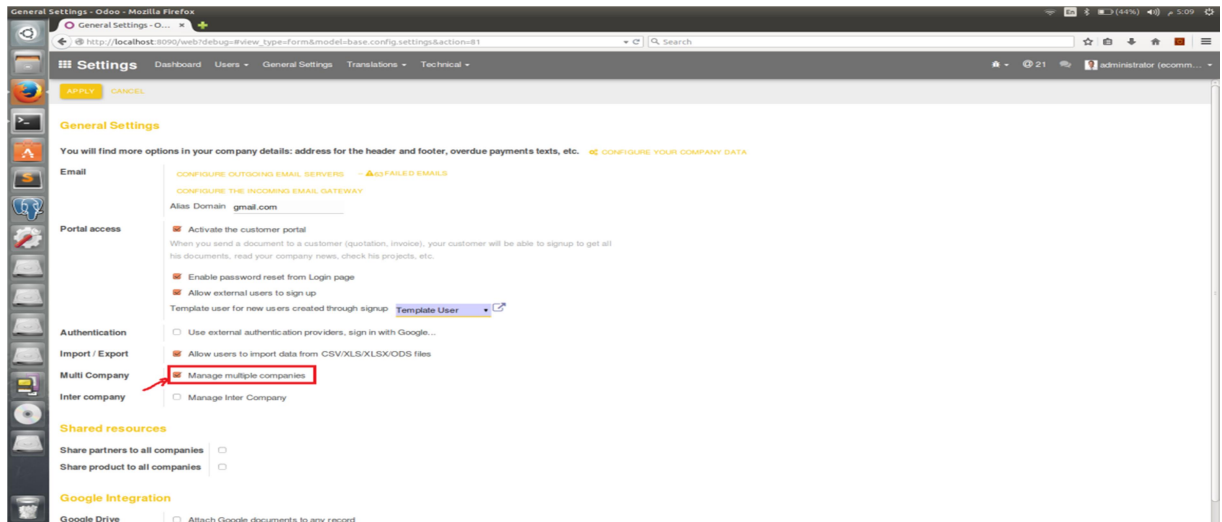 General Settings - Odoo - Mozilla Firefox
En (44%) 5:09
General Settings - O... ×
http://localhost:8090/web?debug=#view_type=form&model=base.config.settings&action=81
Search
Settings Dashboard Users General Settings Translations Technical @ 21 administrator (ecomm...
APPLY CANCEL
General Settings
You will find more options in your company details: address for the header and footer, overdue payments texts, etc. CONFIGURE YOUR COMPANY DATA
Email CONFIGURE OUTGOING EMAIL SERVERS -- 63 FAILED EMAILS
CONFIGURE THE INCOMING EMAIL GATEWAY
Alias Domain gmail.com
Portal access Activate the customer portal
When you send a document to a customer (quotation, invoice), your customer will be able to signup to get all
his documents, read your company news, check his projects, etc.
Enable password reset from Login page
Allow external users to sign up
Template user for new users created through signup Template User
Authentication Use external authentication providers, sign in with Google...
Import / Export Allow users to import data from CSV/XLS/XLSX/ODS files
Multi Company Manage multiple companies
Inter company Manage Inter Company
Shared resources
Share partners to all companies
Share product to all companies
Google Integration
Google Drive Attach Google documents to any record